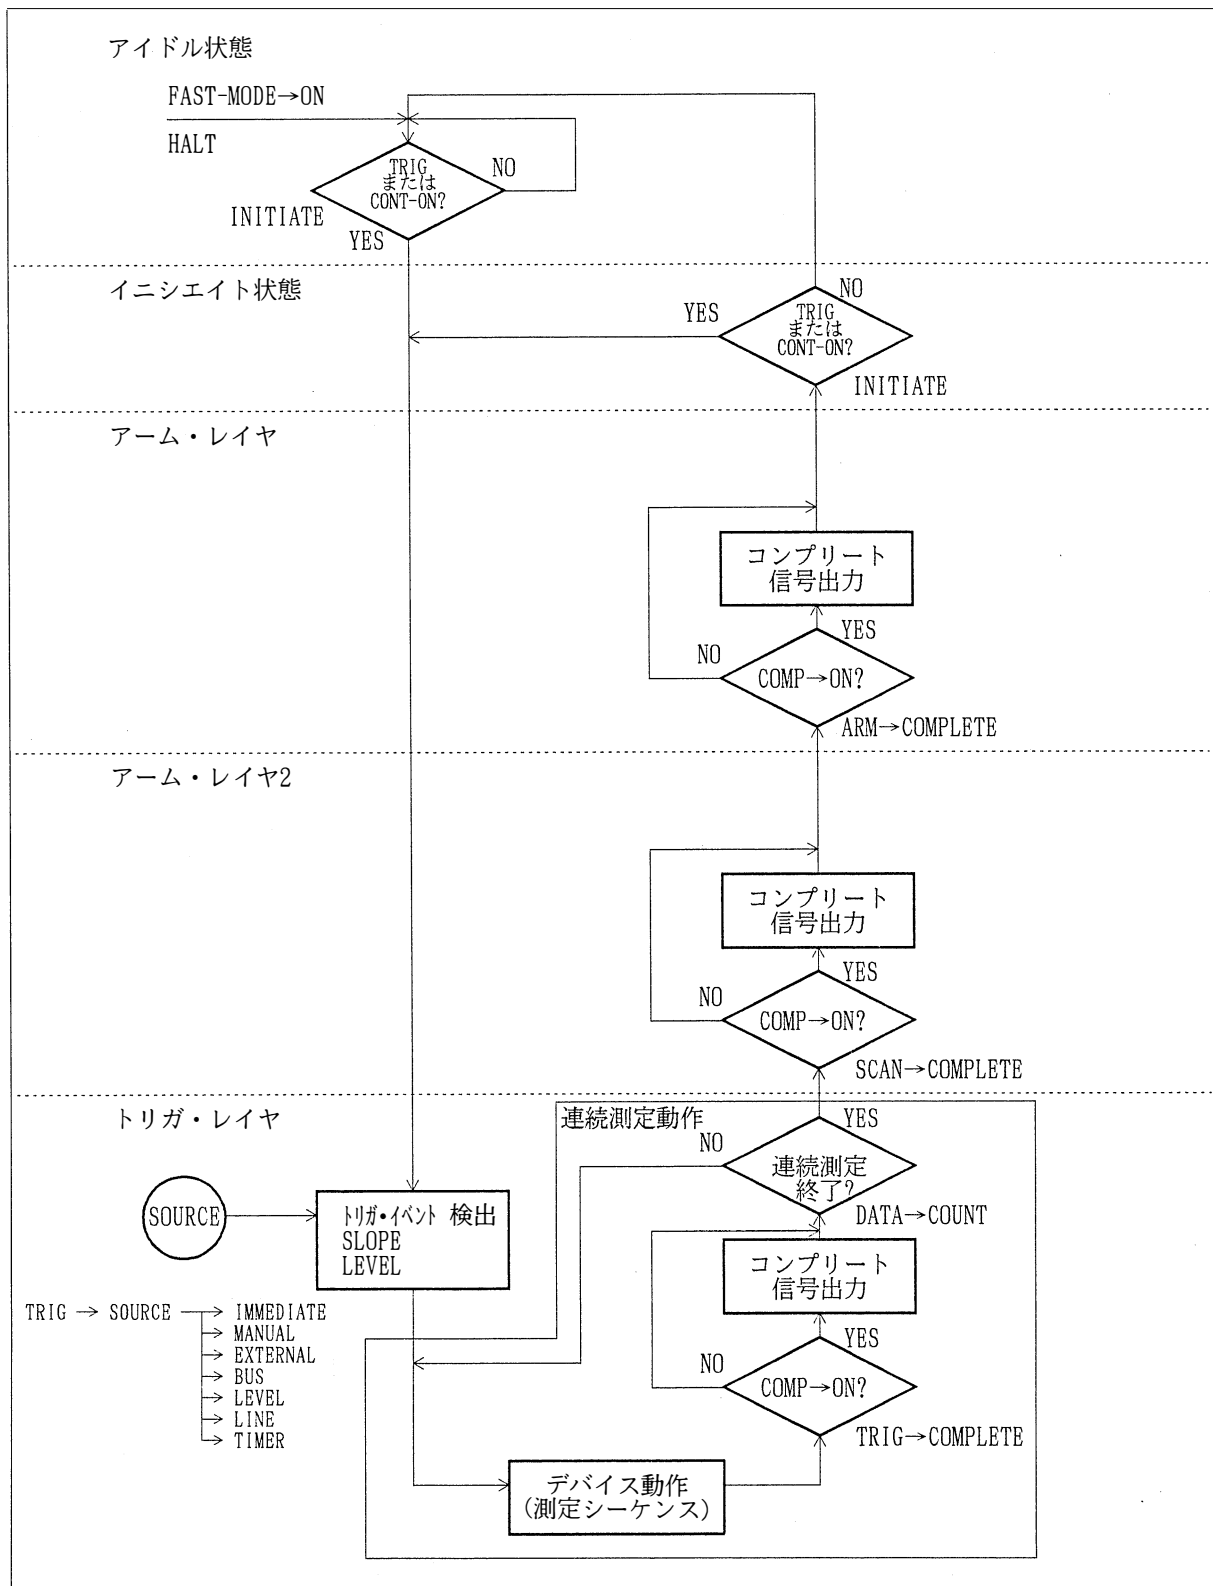 アイドル状態
FAST-MODE→ON
HALT
TRIG
または
CONT-ON?
NO
INITIATE
YES
イニシエイト状態
NO
YES
TRIG
または
CONT-ON?
INITIATE
アーム・レイヤ
コンプリート
信号出力
YES
NO
COMP→ON?
ARM→COMPLETE
アーム・レイヤ2
コンプリート
信号出力
YES
NO
COMP→ON?
SCAN→COMPLETE
トリガ・レイヤ
連続測定動作
YES
NO
連続測定
終了?
DATA→COUNT
SOURCE
トリガ・イベント 検出
SLOPE
LEVEL
コンプリート
信号出力
TRIG → SOURCE → IMMEDIATE
→ MANUAL
→ EXTERNAL
→ BUS
→ LEVEL
→ LINE
→ TIMER
YES
NO
COMP→ON?
TRIG→COMPLETE
デバイス動作
(測定シーケンス)